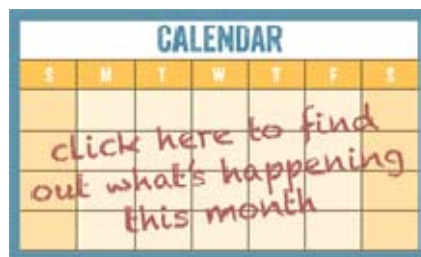 CALENDAR
S M T W T F S
click here to find
out what's happening
this month